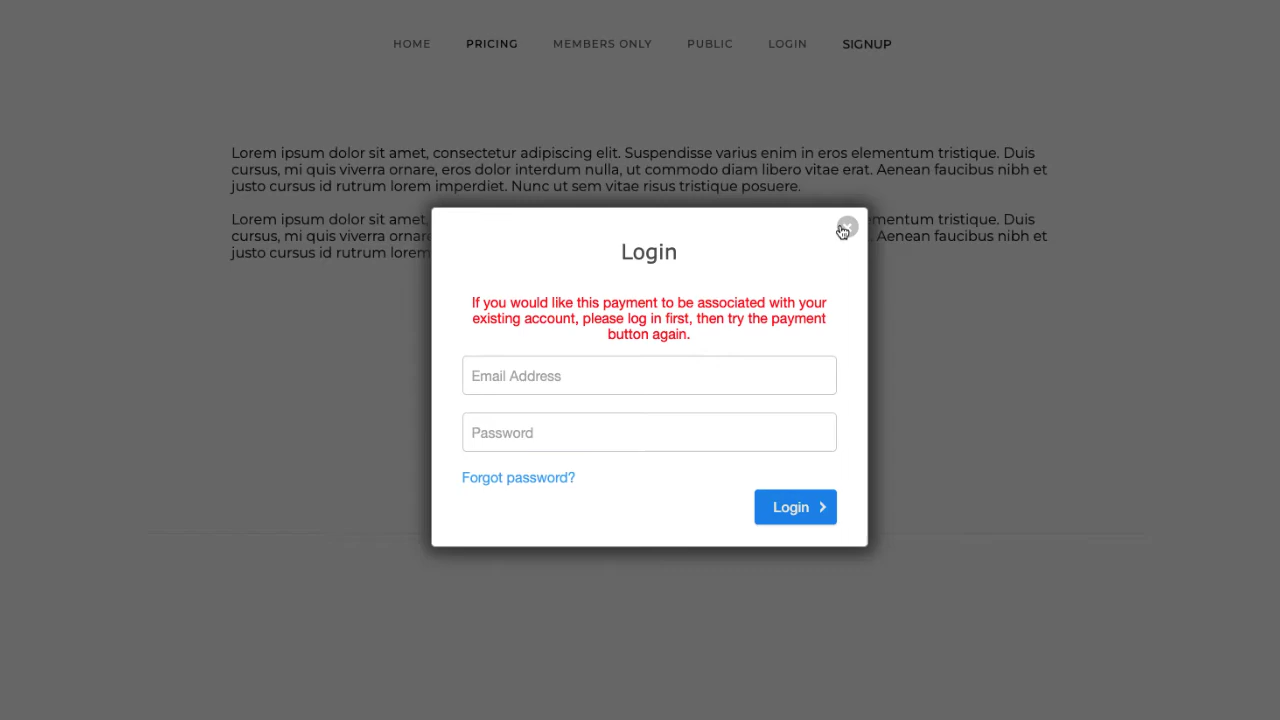 HOME PRICING MEMBERS ONLY PUBLIC LOGIN SIGNUP
Lorem ipsum dolor sit amet, consectetur adipiscing elit. Suspendisse varius enim in eros elementum tristique. Duis
cursus, mi quis viverra ornare, eros dolor interdum nulla, ut commodo diam libero vitae erat. Aenean faucibus nibh et
justo cursus id rutrum lorem imperdiet. Nunc ut sem vitae risus tristique posuere.
Lorem ipsum dolor sit amet tristique. Duis
cursus, mi quis viverra Aenean faucibus nibh et
justo cursus id rutrum lorem
Login
If you would like this payment to be associated with your
existing account, please log in first, then try the payment
button again.
Email Address
Password
Forgot password?
Login